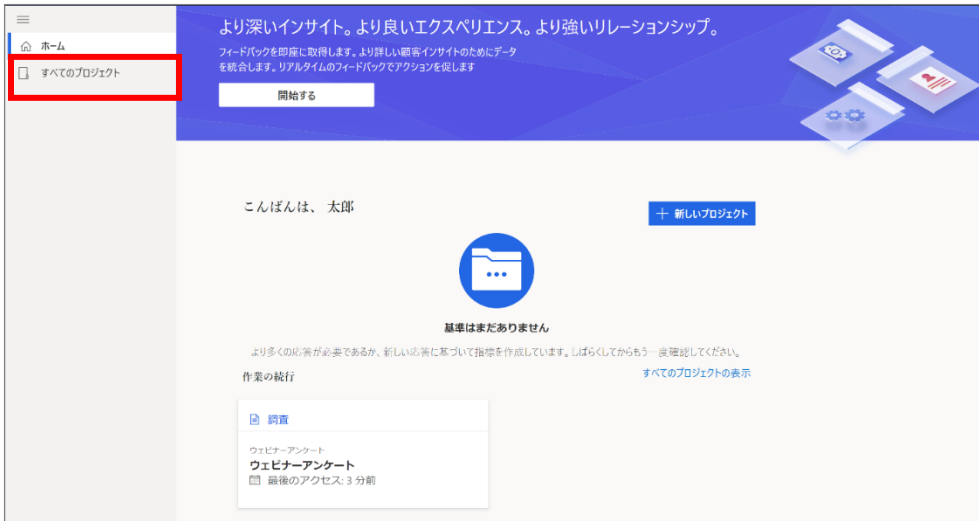 より深いインサイト。より良いエクスペリエンス。より強いリレーションシップ。
フィードバックを即座に取得します。より詳しい顧客インサイトのためにデータ
を統合します。リアルタイムのフィードバックでアクションを促します
開始する
ホーム
すべてのプロジェクト
こんばんは、 太郎
新しいプロジェクト
基準はまだありません
より多くの応答が必要であるか、新しい応答に基づいて指標を作成しています。しばらくしてからもう一度確認してください。
作業の続行
すべてのプロジェクトの表示
調査
ウェビナーアンケート
ウェビナーアンケート
最後のアクセス: 3 分前